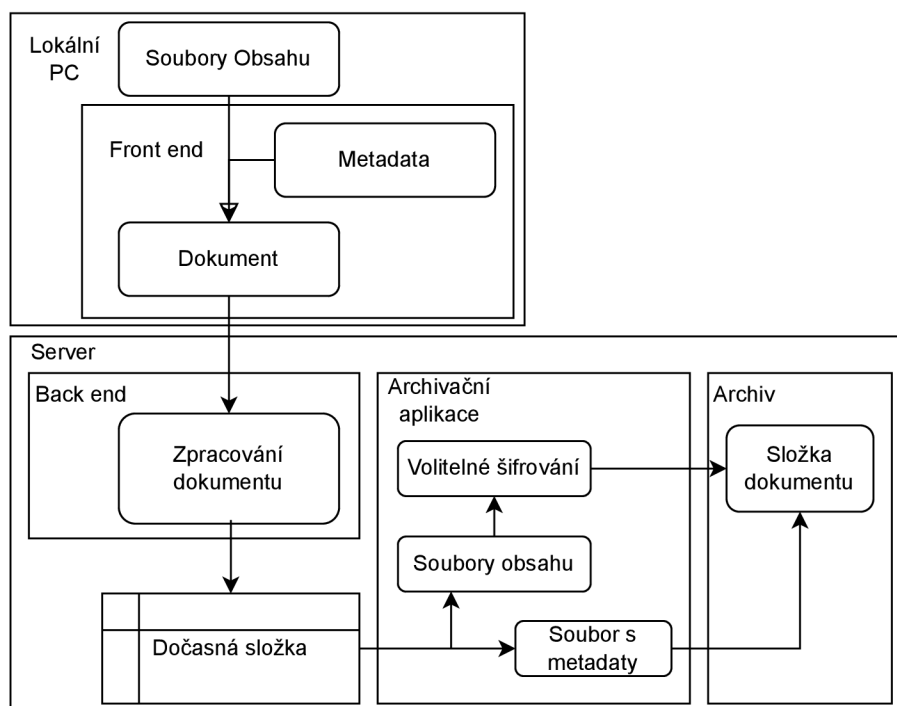 Lokální
PC
Soubory Obsahu
Front end
Metadata
Dokument
Server
Back end
Zpracování
dokumentu
Dočasná složka
Archivační
aplikace
Volitelné šifrování
Soubory obsahu
Soubor s
metadaty
Archiv
Složka
dokumentu